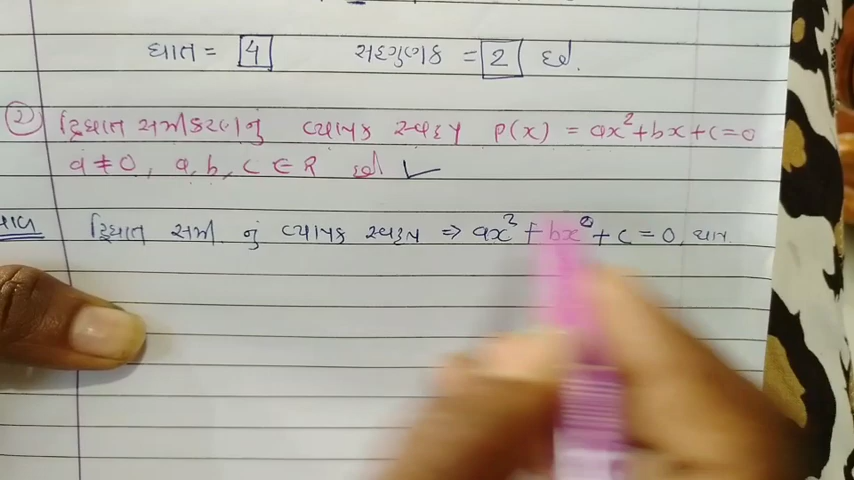 ઘાત = 4 સહગુણક = 2 છે.
② દ્વિઘાત સમીકરણનું વ્યાપક સ્વરૂપ P(x) = ax²+bx+c=0
a ≠ 0, a, b, c ∈ R છે ✓
દ્વિઘાત સમી. નું વ્યાપક સ્વરૂપ ⇒ ax² + bx + c = 0